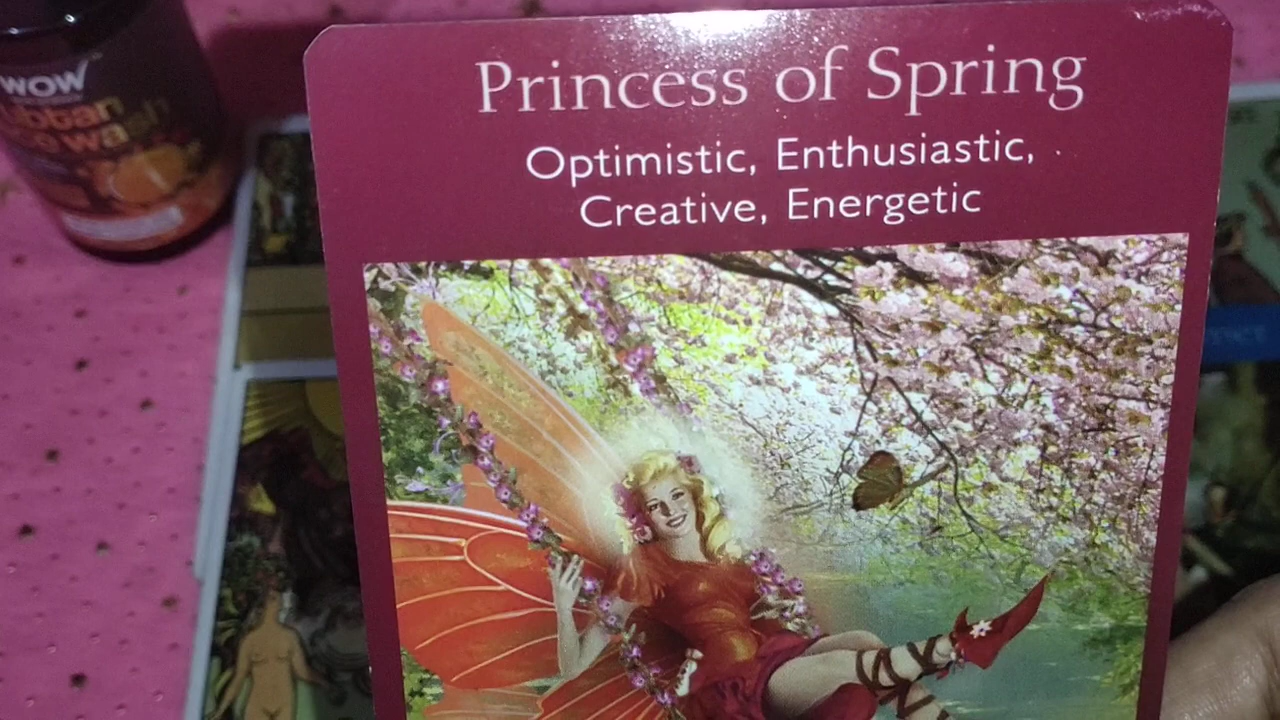 Princess of Spring
Optimistic, Enthusiastic,
Creative, Energetic
WOW